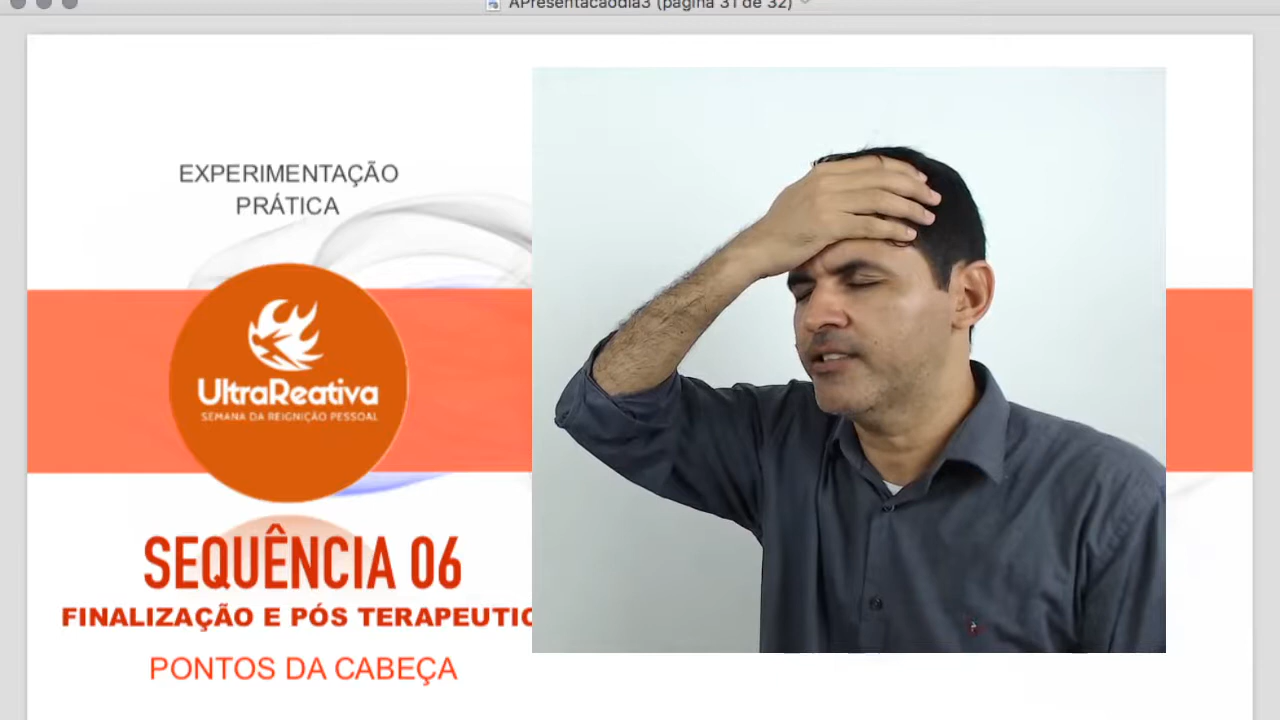 APresentacaodia3 (página 31 de 32)
EXPERIMENTAÇÃO
PRÁTICA
UltraReativa
SEMANA DA REIGNIÇÃO PESSOAL
SEQUÊNCIA 06
FINALIZAÇÃO E PÓS TERAPEUTIC
PONTOS DA CABEÇA